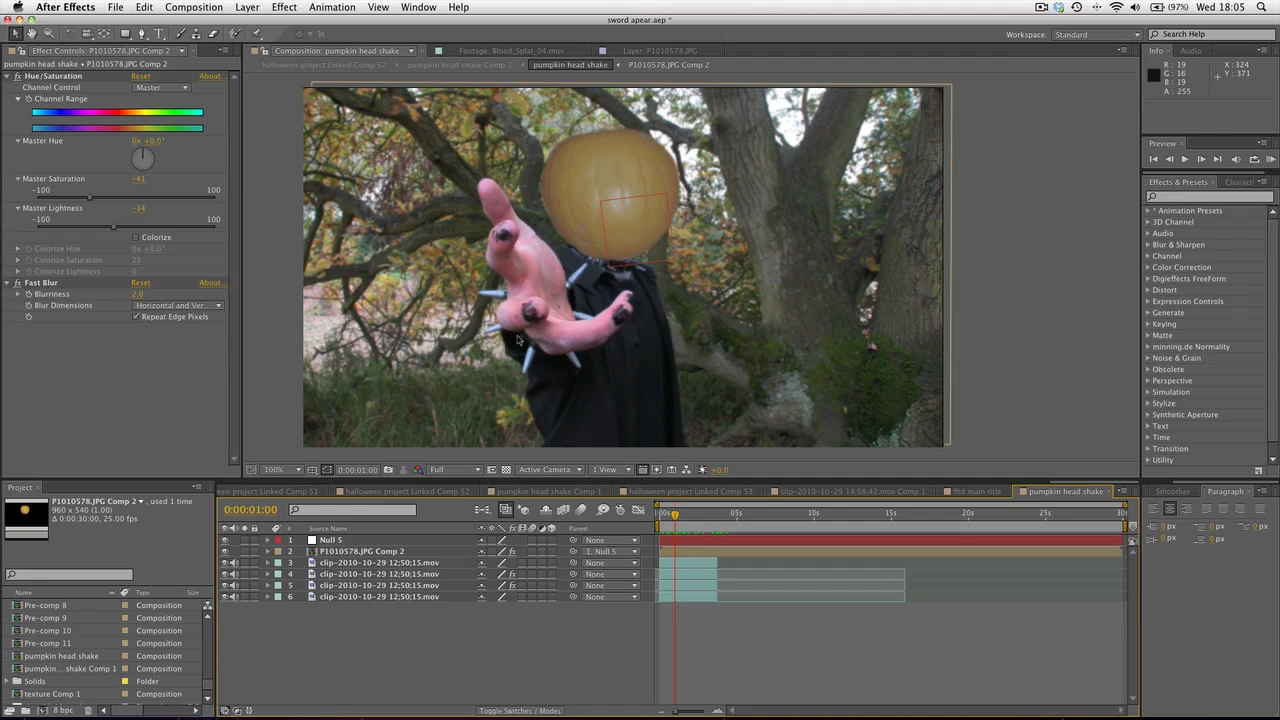 After Effects File Edit Composition Layer Effect Animation View Window Help (97%) Wed 18:05
sword apear.aep *
Workspace: Standard Search Help
Effect Controls: P1010578.JPG Comp 2
Composition: pumpkin head shake
Footage: Blood_Splat_04.mov
Layer: P1010578.JPG
Info Audio
pumpkin head shake • P1010578.JPG Comp 2
halloween project Linked Comp 52 pumpkin head shake Comp 1 pumpkin head shake P1010578.JPG Comp 2
R : 19
G : 16
B : 19
A : 255
X : 324
Y : 371
Hue/Saturation Reset About...
Channel Control Master
Channel Range
Master Hue 0x +0.0°
Master Saturation -41
-100 100
Master Lightness -14
-100 100
Colorize
Colorize Hue 0x +0.0°
Colorize Saturation 25
Colorize Lightness 0
Fast Blur Reset About...
Blurriness 2.0
Blur Dimensions Horizontal and Ver
Repeat Edge Pixels
Preview
Effects & Presets Charact
* Animation Presets
3D Channel
Audio
Blur & Sharpen
Channel
Color Correction
Digieffects FreeForm
Distort
Expression Controls
Generate
Keying
Matte
minning.de Normality
Noise & Grain
Obsolete
Perspective
Simulation
Stylize
Synthetic Aperture
Text
Time
Transition
Utility
100% 0:00:01:00 Full Active Camera 1 View +0.0
Project
P1010578.JPG Comp 2 , used 1 time
960 x 540 (1.00)
Δ 0:00:30:00, 25.00 fps
Name Type Size
Pre-comp 8 Composition
Pre-comp 9 Composition
Pre-comp 10 Composition
Pre-comp 11 Composition
pumpkin head shake Composition
pumpkin... shake Comp 1 Composition
Solids Folder
texture Comp 1 Composition
8 bpc
ween project Linked Comp 51 halloween project Linked Comp 52 pumpkin head shake Comp 1 halloween project Linked Comp 53 clip-2010-10-29 14;08;42.mov Comp 1 fitd main title pumpkin head shake
0:00:01:00
05s 10s 15s 20s 25s 30s
# Source Name Parent
1 Null 5 None
2 P1010578.JPG Comp 2 1. Null 5
3 clip-2010-10-29 12;50;15.mov None
4 clip-2010-10-29 12;50;15.mov None
5 clip-2010-10-29 12;50;15.mov None
6 clip-2010-10-29 12;50;15.mov None
Toggle Switches / Modes
Smoother Paragraph
0 px 0 px
0 px 0 px
0 px